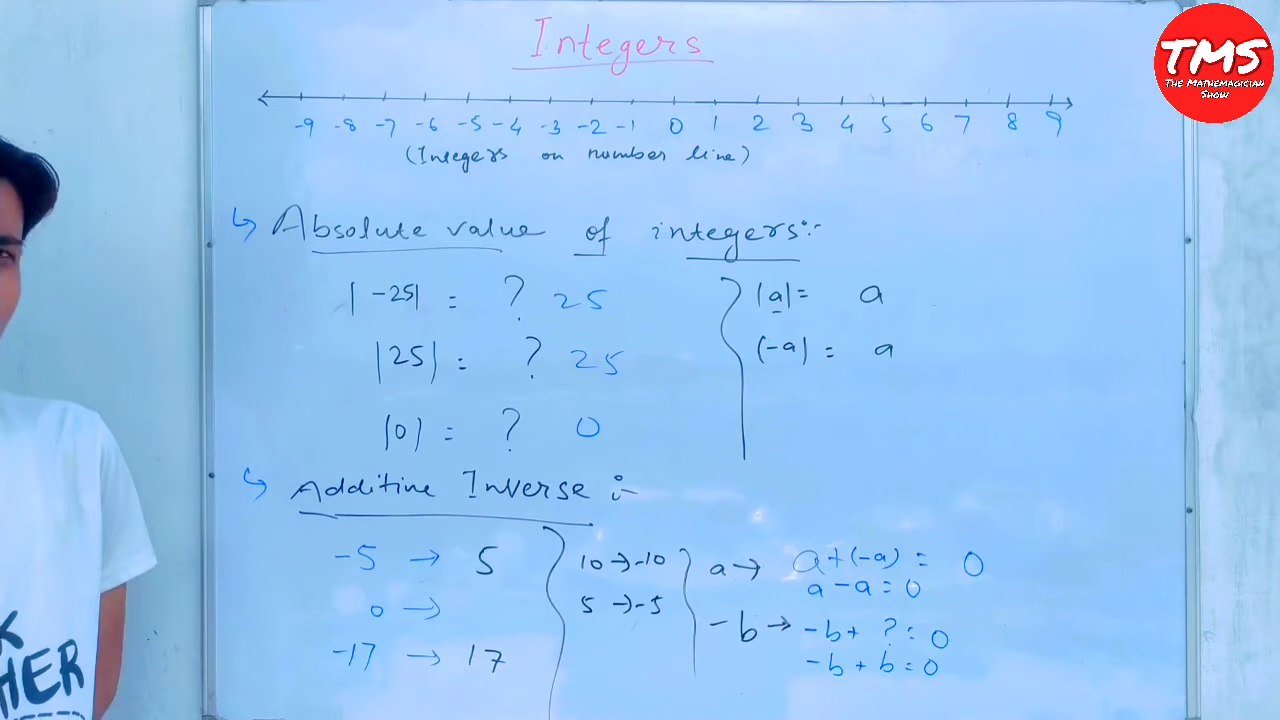 Integers
TMS
The Mathemagician
Show
-9 -8 -7 -6 -5 -4 -3 -2 -1 0 1 2 3 4 5 6 7 8 9
(Integers on number line)
↳ Absolute value of integers:-
|-25| = ? 25
|25| = ? 25
|0| = ? 0
|a| = a
|-a| = a
↳ Additive Inverse :-
-5 → 5
0 →
-17 → 17
10 → -10
5 → -5
a → a+(-a) = 0
a-a=0
-b → -b+ ? = 0
-b + b = 0
HER